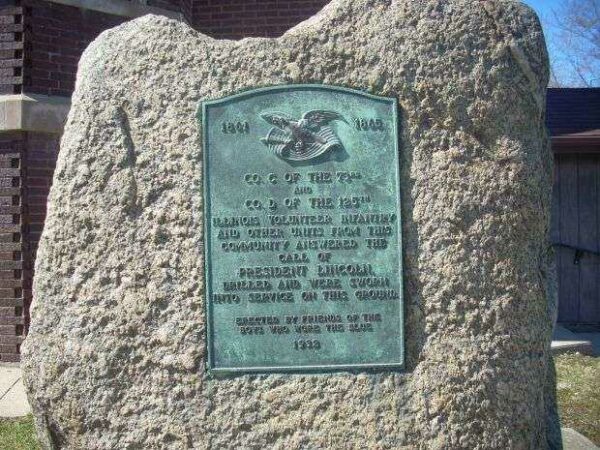 1861 1865
CO. C. OF THE 73RD
AND
CO. D. OF THE 125TH
ILLINOIS VOLUNTEER INFANTRY
AND OTHER UNITS FROM THIS
COMMUNITY ANSWERED THE
CALL OF
PRESIDENT LINCOLN,
DRILLED AND WERE SWORN
INTO SERVICE ON THIS GROUND.
ERECTED BY FRIENDS OF THE
BOYS WHO WORE THE BLUE